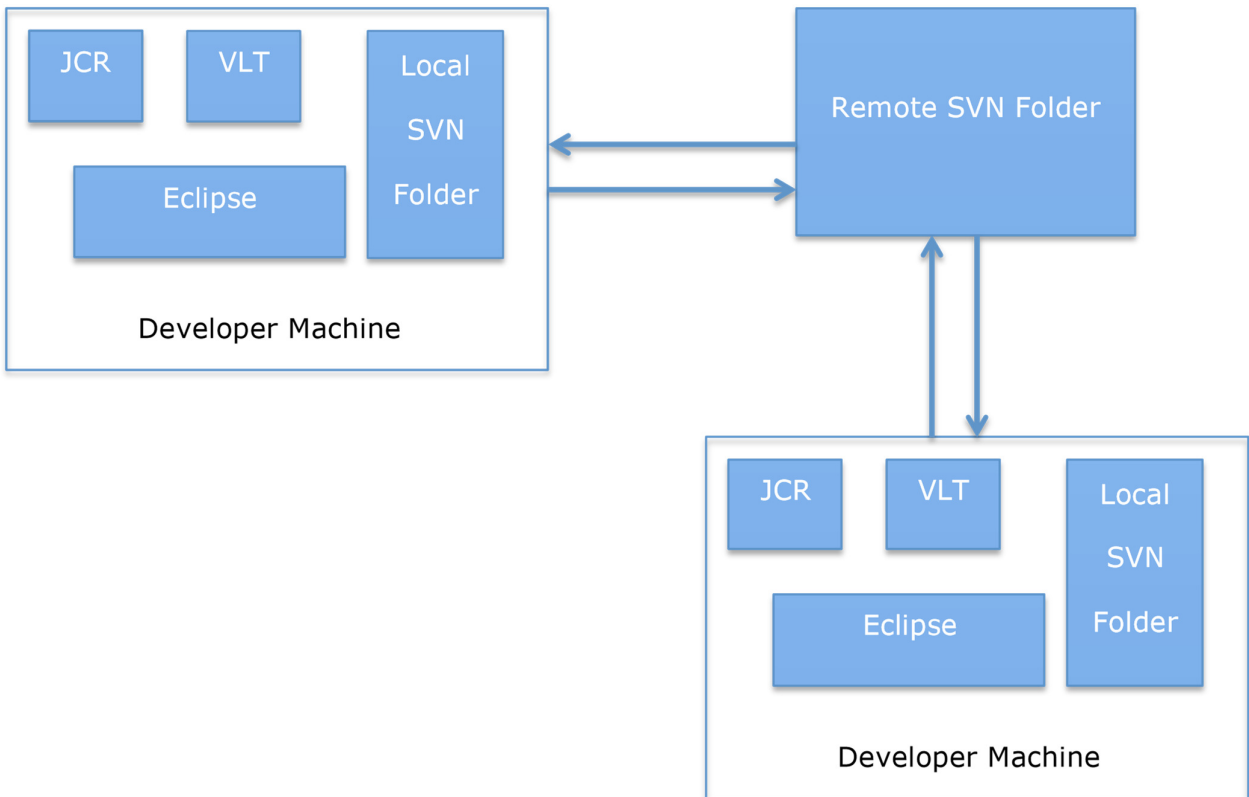 JCR
VLT
Local
SVN
Folder
Eclipse
Developer Machine
Remote SVN Folder
JCR
VLT
Local
SVN
Folder
Eclipse
Developer Machine